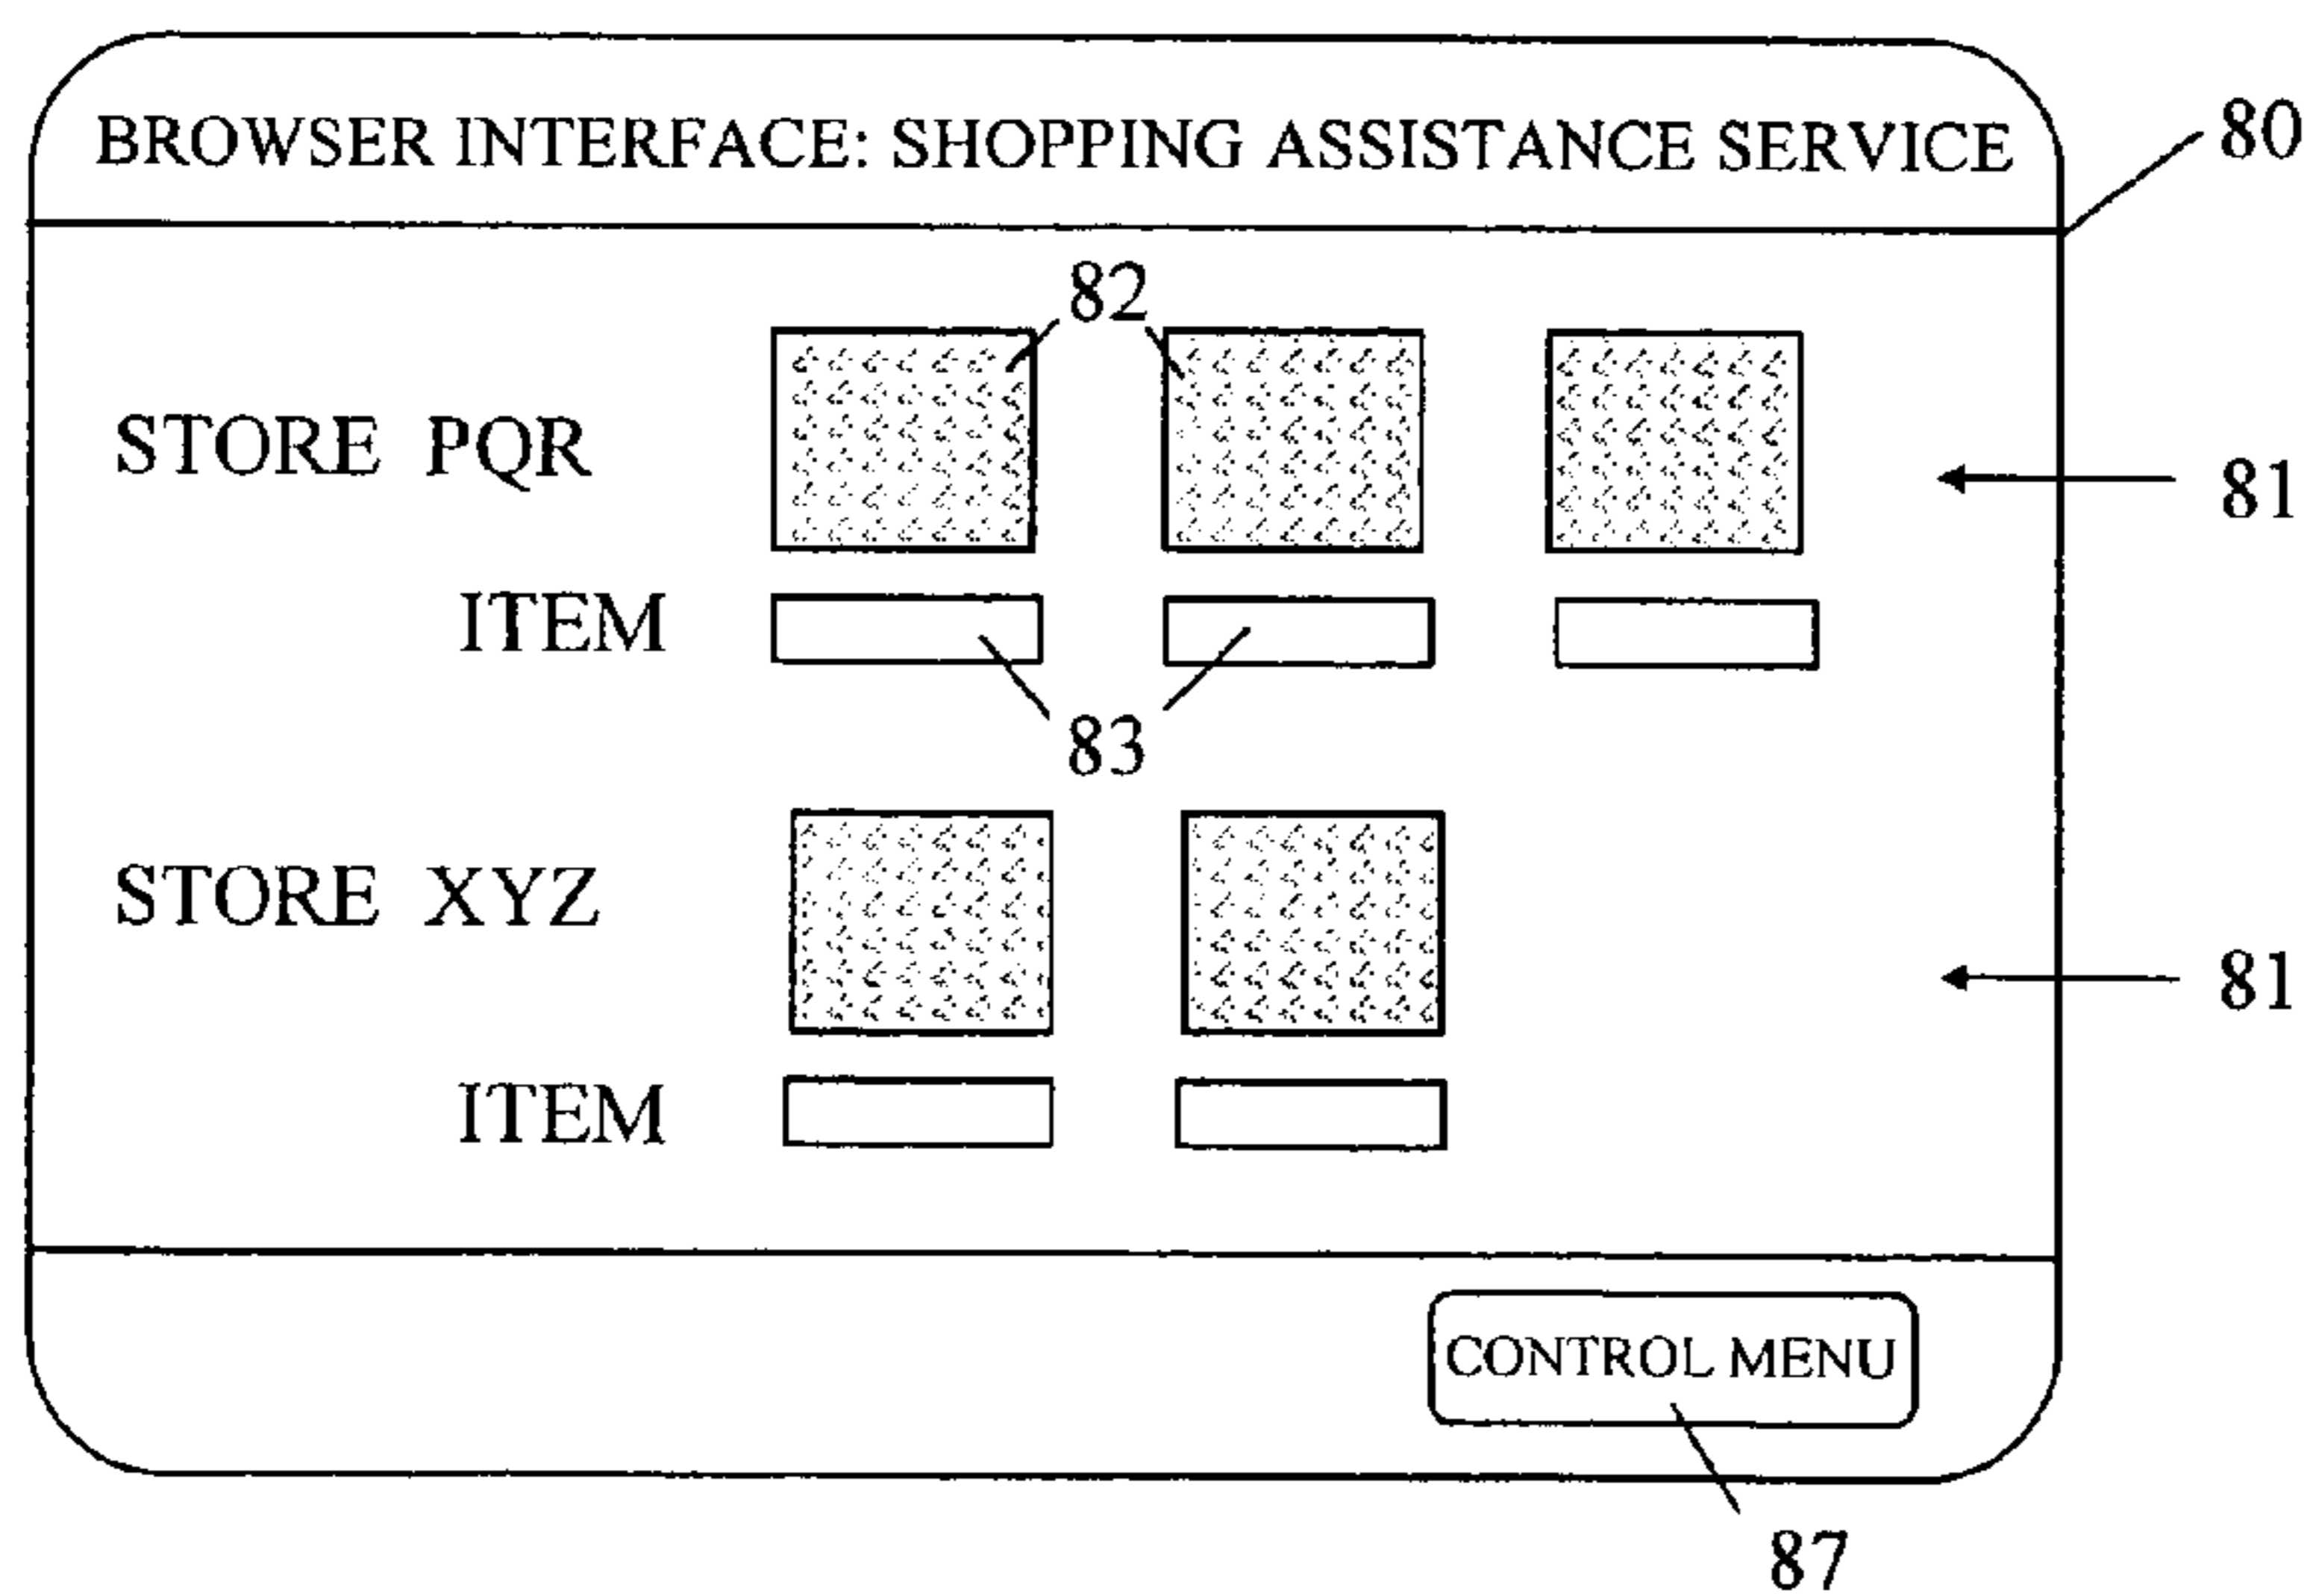 BROWSER INTERFACE: SHOPPING ASSISTANCE SERVICE
80
82
STORE PQR
81
ITEM
83
STORE XYZ
81
ITEM
CONTROL MENU
87